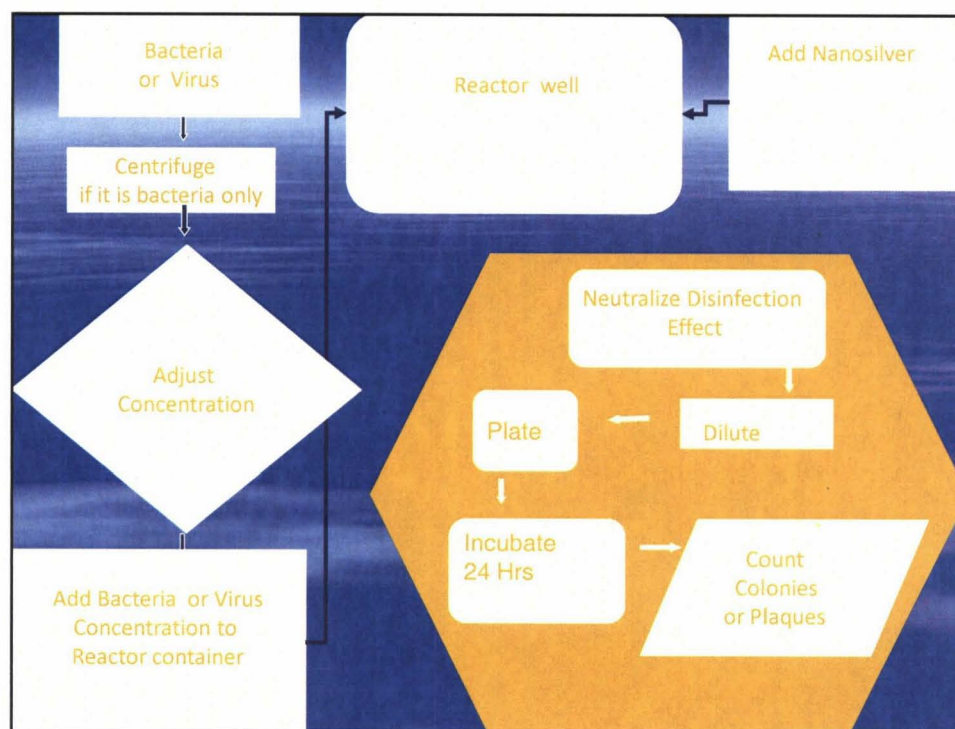 Bacteria
or Virus
Centrifuge
if it is bacteria only
Adjust
Concentration
Add Bacteria or Virus
Concentration to
Reactor container
Reactor well
Add Nanosilver
Neutralize Disinfection
Effect
Dilute
Plate
Incubate
24 Hrs
Count
Colonies
or Plaques